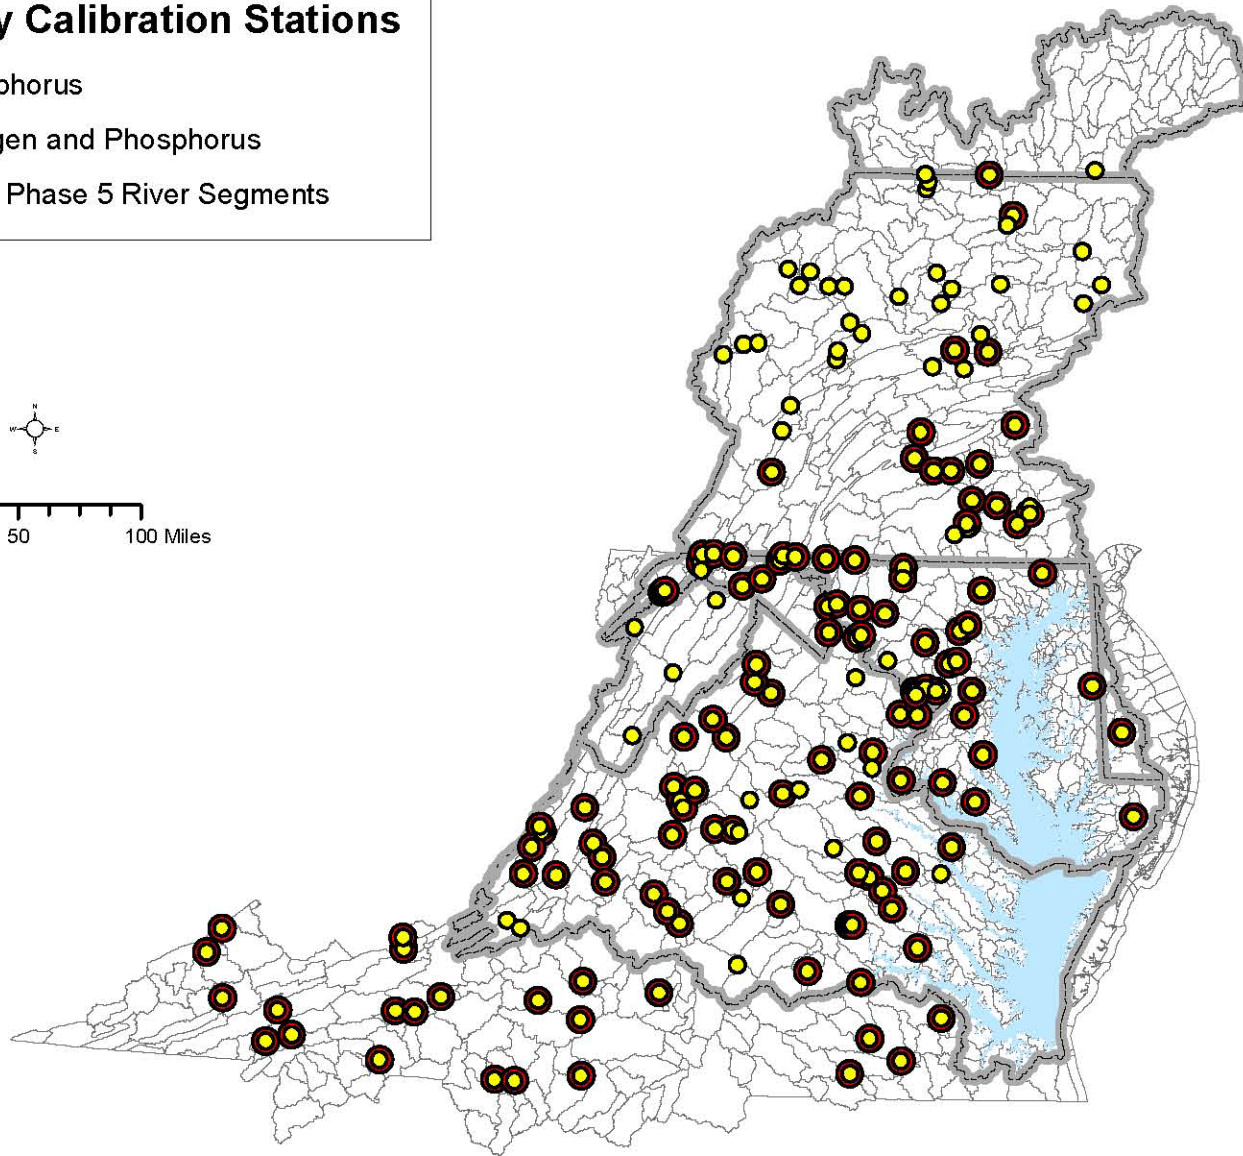 y Calibration Stations
phorus
gen and Phosphorus
Phase 5 River Segments
N
W E
S
50 100 Miles